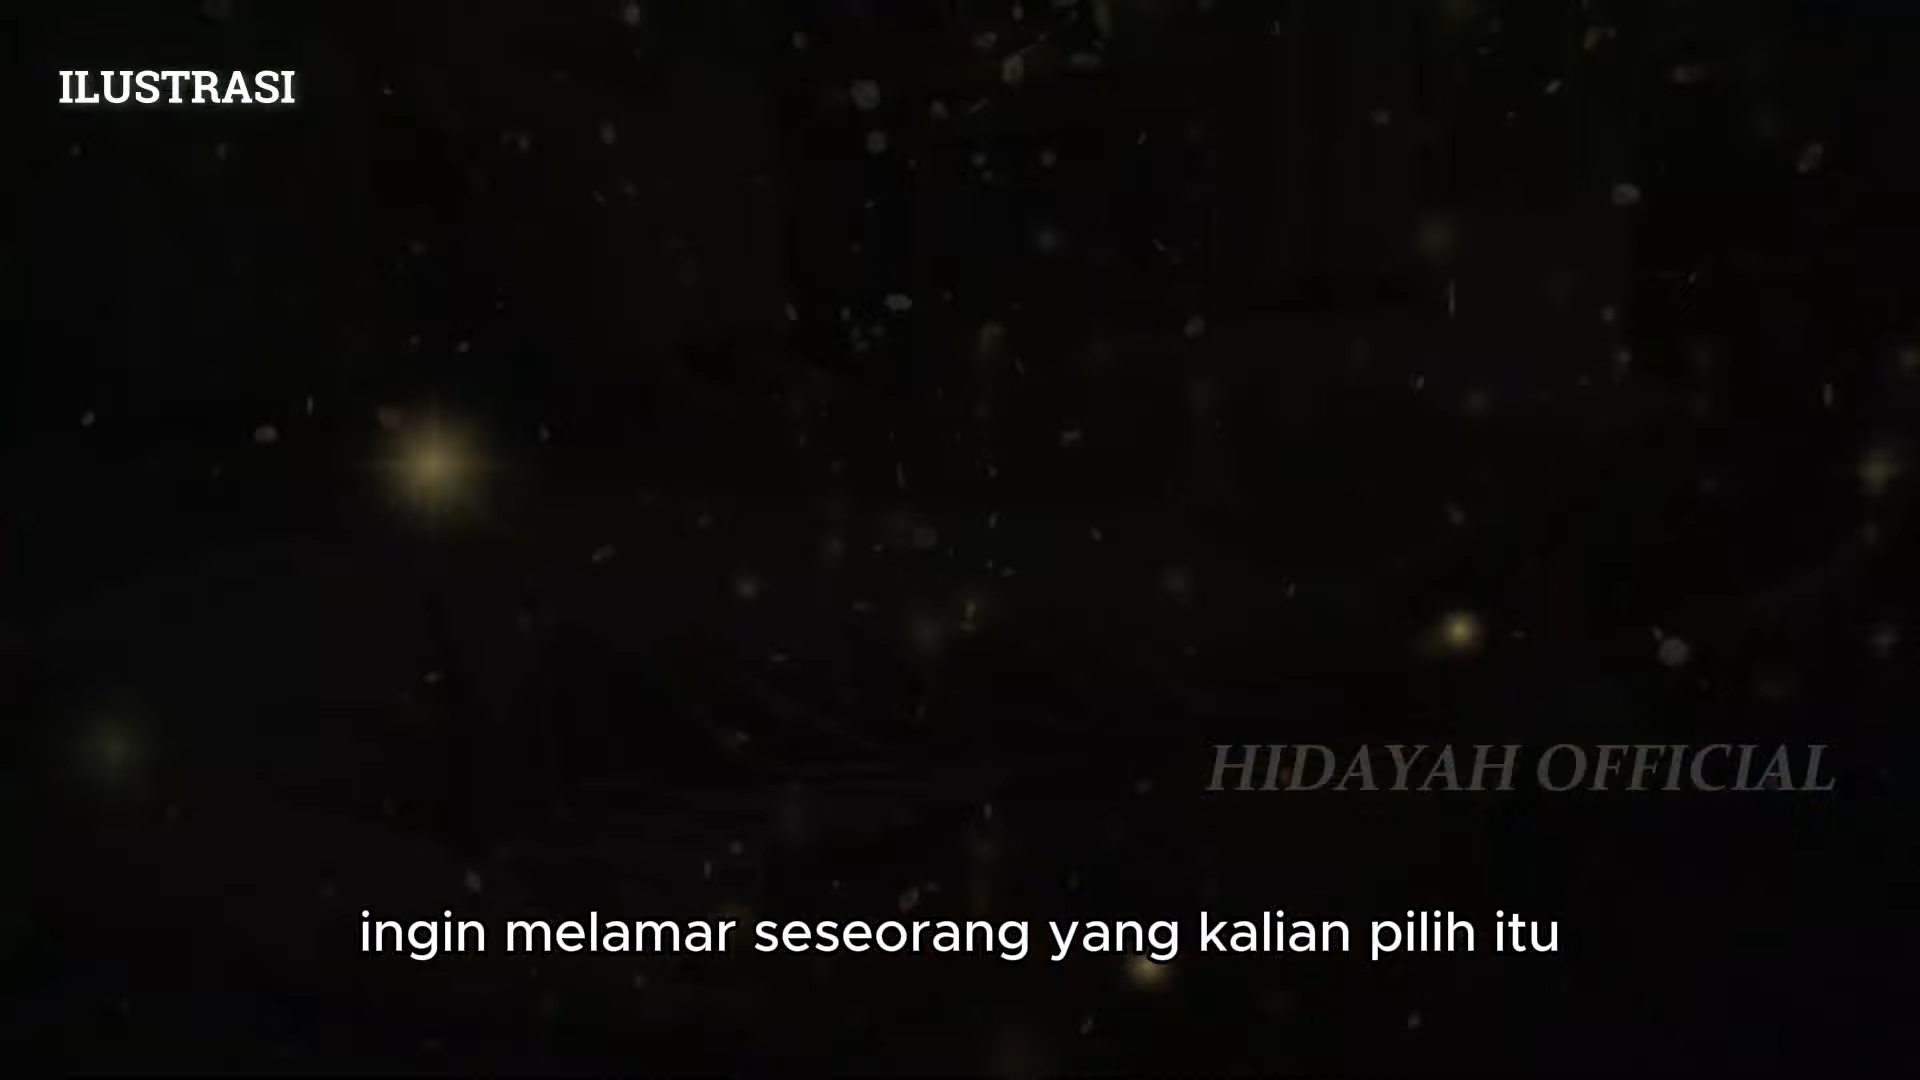 ILUSTRASI
HIDAYAH OFFICIAL
ingin melamar seseorang yang kalian pilih itu